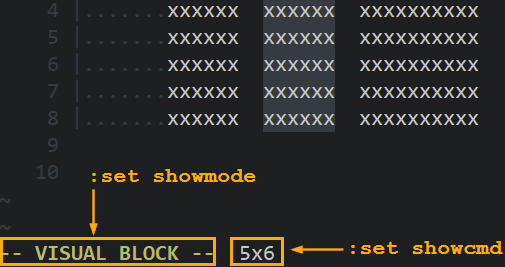 4 |.......xxxxxx  xxxxxx  xxxxxxxxxx
5 |.......xxxxxx  xxxxxx  xxxxxxxxxx
6 |.......xxxxxx  xxxxxx  xxxxxxxxxx
7 |.......xxxxxx  xxxxxx  xxxxxxxxxx
8 |.......xxxxxx  xxxxxx  xxxxxxxxxx
9
10
:set showmode
~
~
-- VISUAL BLOCK -- 5x6 :set showcmd